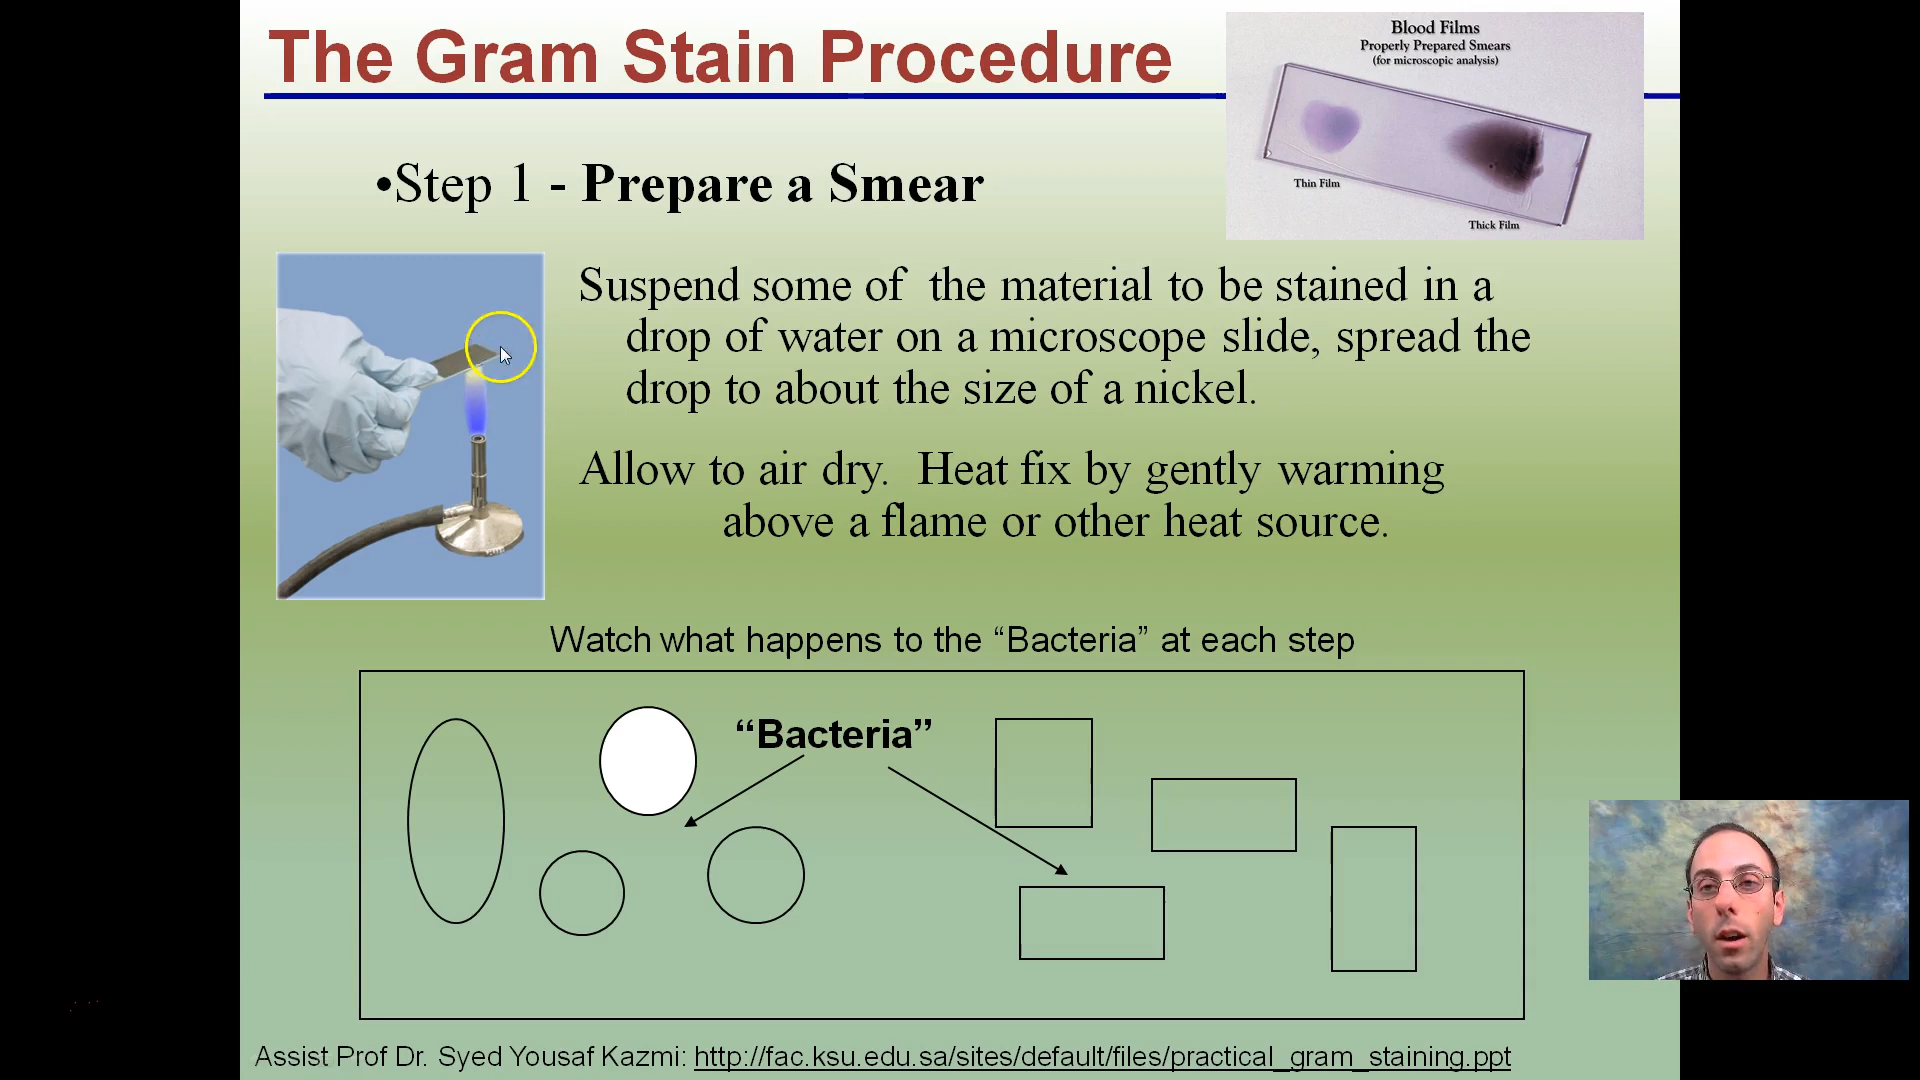 The Gram Stain Procedure
Blood Films
Properly Prepared Smears
(for microscopic analysis)
Thin Film
Thick Film
•Step 1 - Prepare a Smear
Suspend some of  the material to be stained in a
drop of water on a microscope slide, spread the
drop to about the size of a nickel.
Allow to air dry.  Heat fix by gently warming
above a flame or other heat source.
Watch what happens to the “Bacteria” at each step
“Bacteria”
Assist Prof Dr. Syed Yousaf Kazmi: http://fac.ksu.edu.sa/sites/default/files/practical_gram_staining.ppt